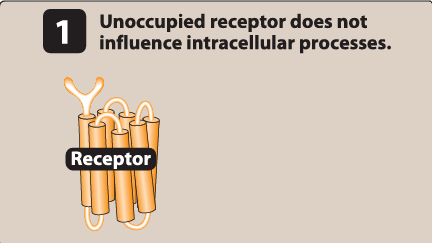 1
Unoccupied receptor does not
influence intracellular processes.
Receptor